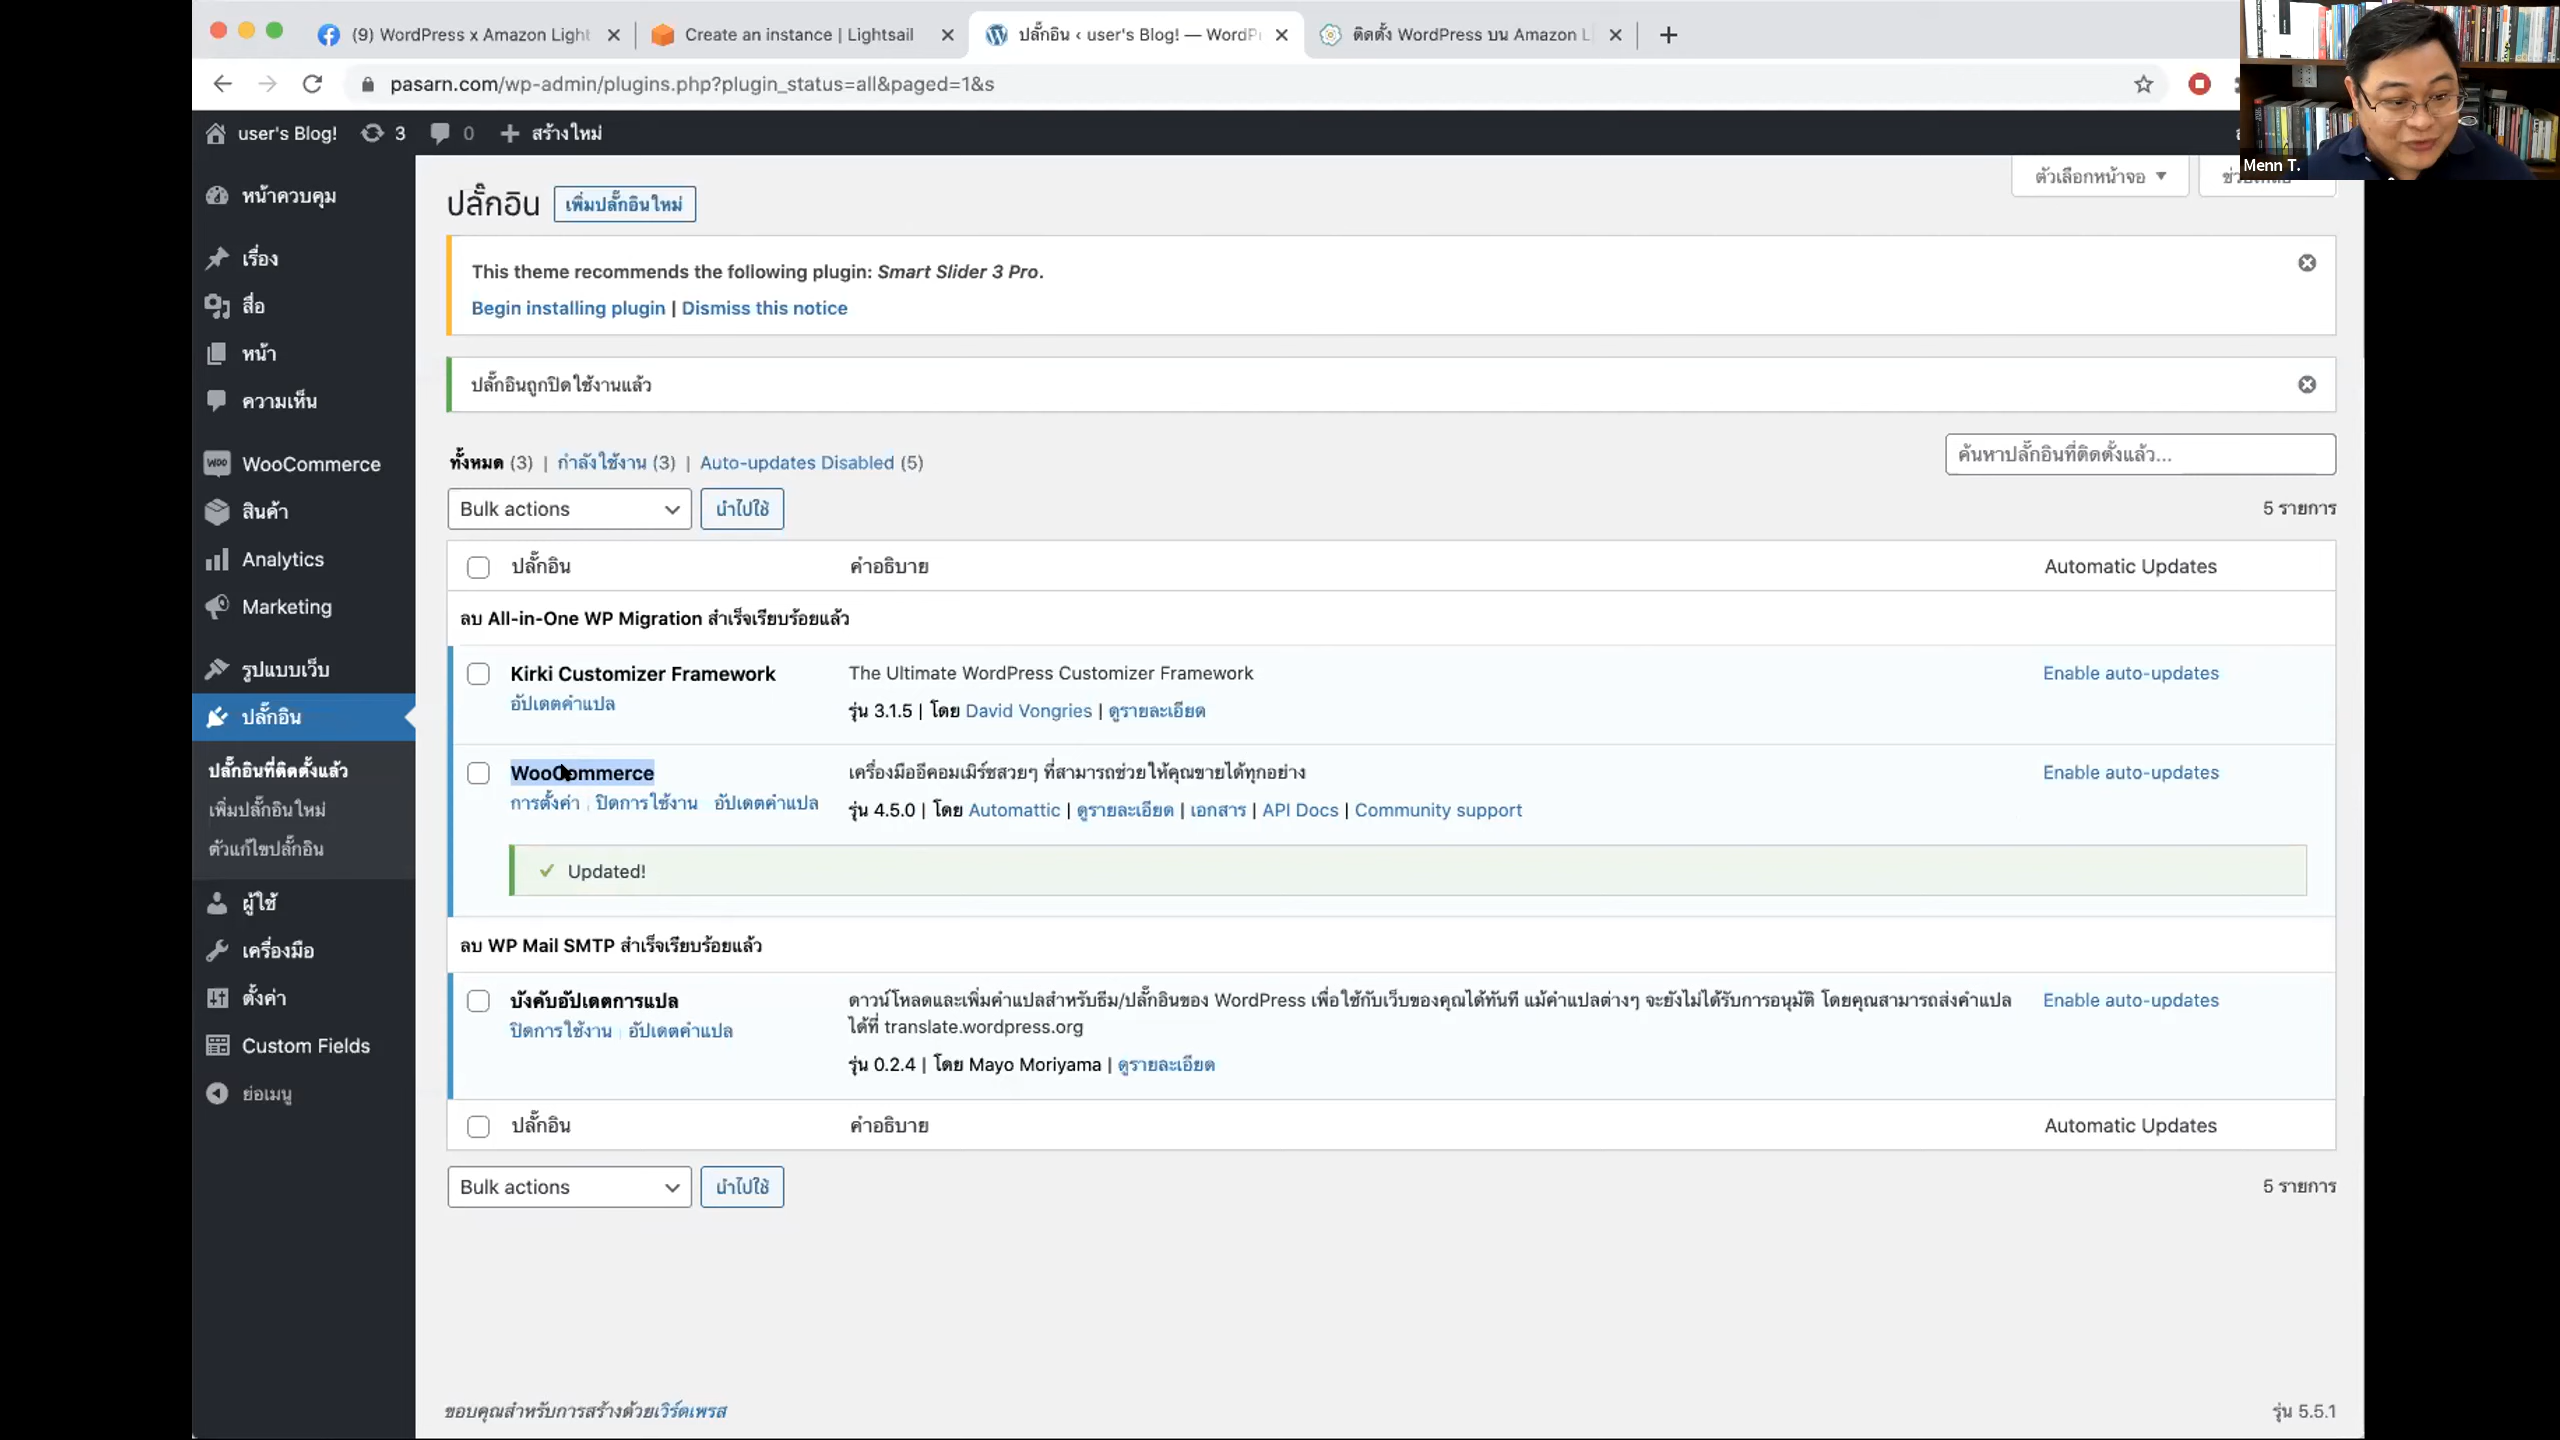 (9) WordPress x Amazon Light
Create an instance | Lightsail
ปลั๊กอิน ‹ user's Blog! — WordPr
ติดตั้ง WordPress บน Amazon Li
pasarn.com/wp-admin/plugins.php?plugin_status=all&paged=1&s
Menn T.
user's Blog!
3
0
สร้างใหม่
ตัวเลือกหน้าจอ
หน้าควบคุม
เรื่อง
สื่อ
หน้า
ความเห็น
WooCommerce
สินค้า
Analytics
Marketing
รูปแบบเว็บ
ปลั๊กอิน
ปลั๊กอินที่ติดตั้งแล้ว
เพิ่มปลั๊กอินใหม่
ตัวแก้ไขปลั๊กอิน
ผู้ใช้
เครื่องมือ
ตั้งค่า
Custom Fields
ย่อเมนู
ปลั๊กอิน
เพิ่มปลั๊กอินใหม่
This theme recommends the following plugin: Smart Slider 3 Pro.
Begin installing plugin | Dismiss this notice
ปลั๊กอินถูกปิดใช้งานแล้ว
ทั้งหมด (3) | กำลังใช้งาน (3) | Auto-updates Disabled (5)
ค้นหาปลั๊กอินที่ติดตั้งแล้ว...
Bulk actions
นำไปใช้
5 รายการ
ปลั๊กอิน
คำอธิบาย
Automatic Updates
ลบ All-in-One WP Migration สำเร็จเรียบร้อยแล้ว
Kirki Customizer Framework
อัปเดตคำแปล
The Ultimate WordPress Customizer Framework
รุ่น 3.1.5 | โดย David Vongries | ดูรายละเอียด
Enable auto-updates
WooCommerce
การตั้งค่า | ปิดการใช้งาน อัปเดตคำแปล
เครื่องมืออีคอมเมิร์ซสวยๆ ที่สามารถช่วยให้คุณขายได้ทุกอย่าง
รุ่น 4.5.0 | โดย Automattic | ดูรายละเอียด | เอกสาร | API Docs | Community support
Enable auto-updates
Updated!
ลบ WP Mail SMTP สำเร็จเรียบร้อยแล้ว
บังคับอัปเดตการแปล
ปิดการใช้งาน | อัปเดตคำแปล
ดาวน์โหลดและเพิ่มคำแปลสำหรับธีม/ปลั๊กอินของ WordPress เพื่อใช้กับเว็บของคุณได้ทันที แม้คำแปลต่างๆ จะยังไม่ได้รับการอนุมัติ โดยคุณสามารถส่งคำแปล
ได้ที่ translate.wordpress.org
รุ่น 0.2.4 | โดย Mayo Moriyama | ดูรายละเอียด
Enable auto-updates
ปลั๊กอิน
คำอธิบาย
Automatic Updates
Bulk actions
นำไปใช้
5 รายการ
ขอบคุณสำหรับการสร้างด้วยเวิร์ดเพรส
รุ่น 5.5.1